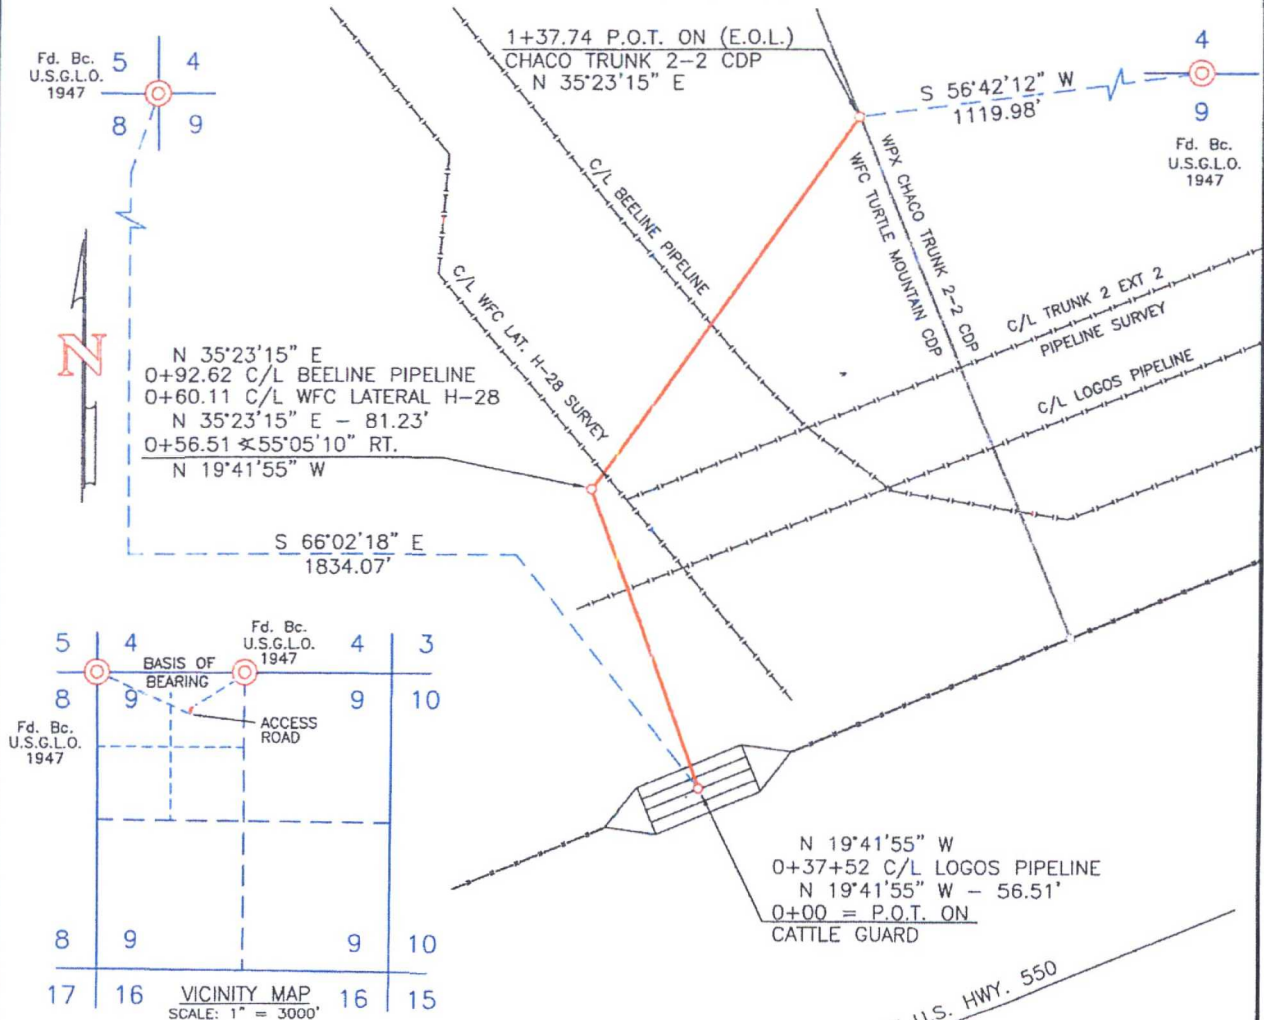 1+37.74 P.O.T. ON (E.O.L.)
CHACO TRUNK 2-2 CDP
N 35°23'15" E
Fd. Bc.
U.S.G.L.O.
1947
5 4
8 9
S 56°42'12" W
1119.98'
4
9
Fd. Bc.
U.S.G.L.O.
1947
C/L BEELINE PIPELINE
WPX CHACO TRUNK 2-2 CDP
WFC TURTLE MOUNTAIN CDP
C/L WFC LAT. H-28 SURVEY
C/L TRUNK 2 EXT 2
PIPELINE SURVEY
C/L LOGOS PIPELINE
N
N 35°23'15" E
0+92.62 C/L BEELINE PIPELINE
0+60.11 C/L WFC LATERAL H-28
N 35°23'15" E - 81.23'
0+56.51 ∢55°05'10" RT.
N 19°41'55" W
S 66°02'18" E
1834.07'
Fd. Bc.
U.S.G.L.O.
1947
5 4 4 3
BASIS OF
BEARING
8 9 9 10
Fd. Bc.
U.S.G.L.O.
1947
ACCESS
ROAD
8 9 9 10
17 16 16 15
VICINITY MAP
SCALE: 1" = 3000'
N 19°41'55" W
0+37+52 C/L LOGOS PIPELINE
N 19°41'55" W - 56.51'
0+00 = P.O.T. ON
CATTLE GUARD
U.S. HWY. 550